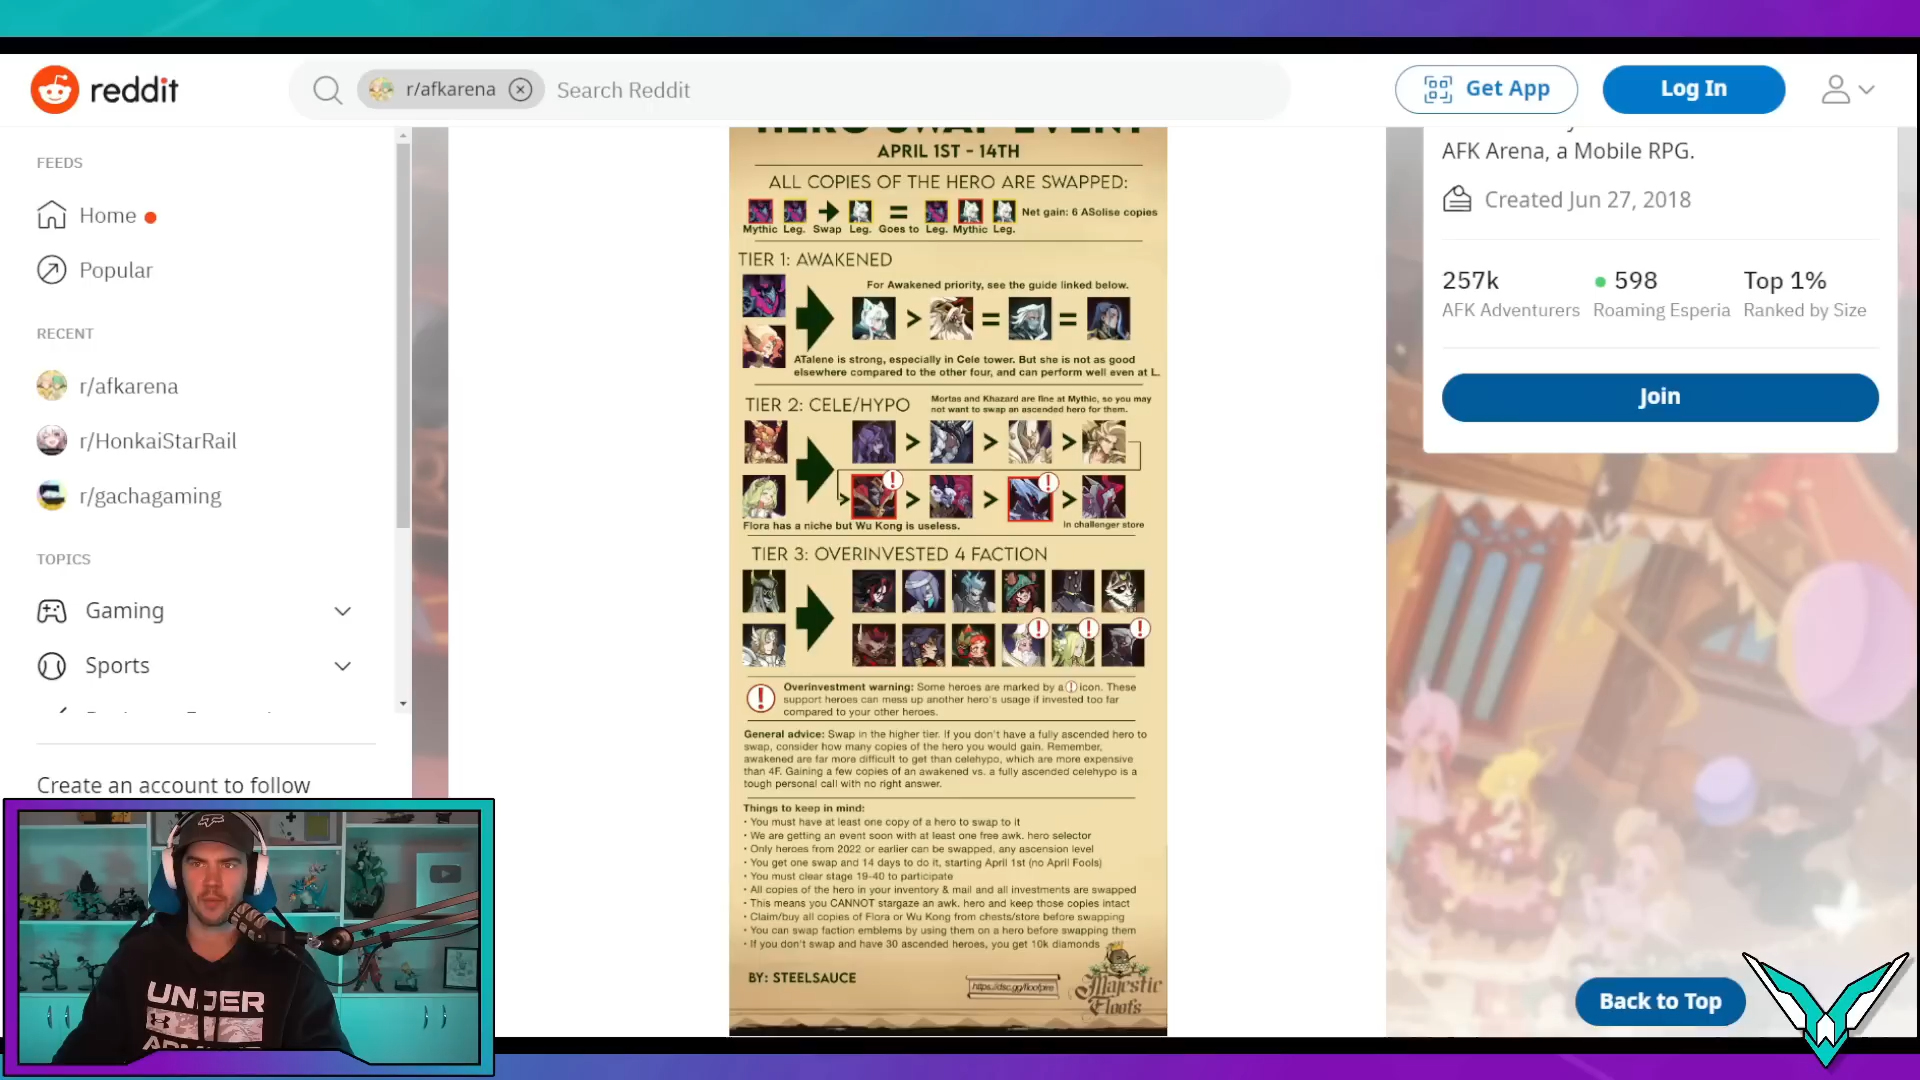 reddit
r/afkarena
Search Reddit
Get App
Log In
FEEDS
Home
Popular
RECENT
r/afkarena
r/HonkaiStarRail
r/gachagaming
TOPICS
Gaming
Sports
Create an account to follow
HERO SWAP EVENT
APRIL 1ST - 14TH
ALL COPIES OF THE HERO ARE SWAPPED:
Net gain: 6 ASolise copies
Mythic Leg. Swap Leg. Goes to Leg. Mythic Leg.
TIER 1: AWAKENED
For Awakened priority, see the guide linked below.
> = =
ATalene is strong, especially in Cele tower. But she is not as good
elsewhere compared to the other four, and can perform well even at L.
TIER 2: CELE/HYPO
Mortas and Khazard are fine at Mythic, so you may
not want to swap an ascended hero for them.
> > >
> ! > > ! >
Flora has a niche but Wu Kong is useless.
In challenger store
TIER 3: OVERINVESTED 4 FACTION
! ! !
! Overinvestment warning: Some heroes are marked by a ! icon. These
support heroes can mess up another hero's usage if invested too far
compared to your other heroes.
General advice: Swap in the higher tier. If you don't have a fully ascended hero to
swap, consider how many copies of the hero you would gain. Remember,
awakened are far more difficult to get than celehypo, which are more expensive
than 4F. Gaining a few copies of an awakened vs. a fully ascended celehypo is a
tough personal call with no right answer.
Things to keep in mind:
• You must have at least one copy of a hero to swap to it
• We are getting an event soon with at least one free awk. hero selector
• Only heroes from 2022 or earlier can be swapped, any ascension level
• You get one swap and 14 days to do it, starting April 1st (no April Fools)
• You must clear stage 19-40 to participate
• All copies of the hero in your inventory & mail and all investments are swapped
• This means you CANNOT stargaze an awk. hero and keep those copies intact
• Claim/buy all copies of Flora or Wu Kong from chests/store before swapping
• You can swap faction emblems by using them on a hero before swapping them
• If you don't swap and have 30 ascended heroes, you get 10k diamonds
BY: STEELSAUCE
https://dsc.gg/floofpire
Majestic
Floofs
AFK Arena, a Mobile RPG.
Created Jun 27, 2018
257k 598 Top 1%
AFK Adventurers Roaming Esperia Ranked by Size
Join
Back to Top
UNDER